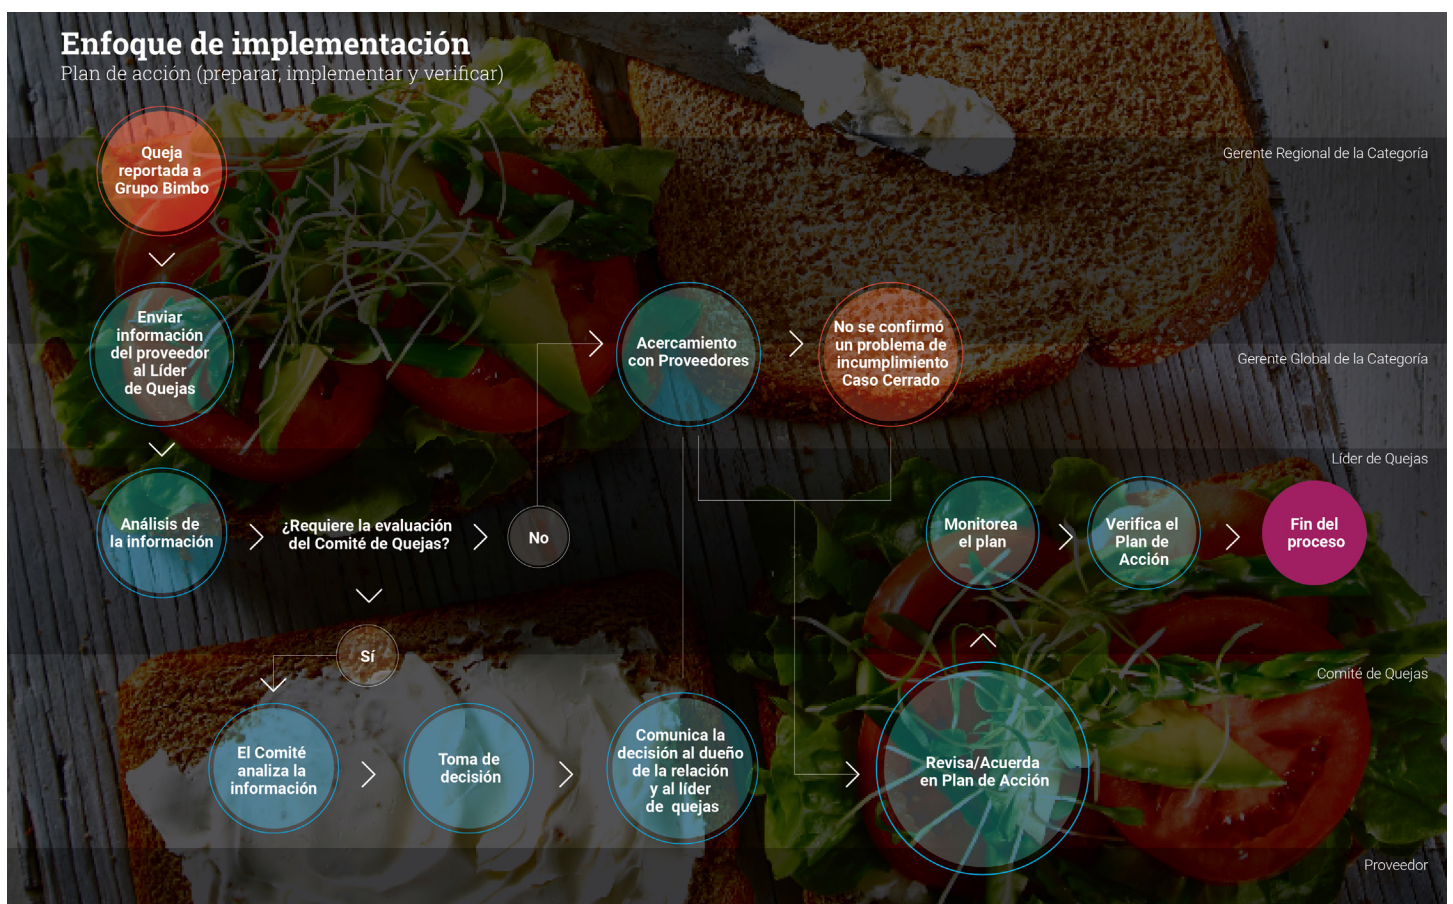 Enfoque de implementación
Plan de acción (preparar, implementar y verificar)
Queja
reportada a
Grupo Bimbo
Gerente Regional de la Categoría
Enviar
información
del proveedor
al Líder
de Quejas
Acercamiento
con Proveedores
No se confirmó
un problema de
incumplimiento
Caso Cerrado
Gerente Global de la Categoría
Líder de Quejas
Análisis de
la información
¿Requiere la evaluación
del Comité de Quejas?
No
Monitorea
el plan
Verifica el
Plan de
Acción
Fin del
proceso
Sí
Comité de Quejas
El Comité
analiza la
información
Toma de
decisión
Comunica la
decisión al dueño
de la relación
y al líder
de quejas
Revisa/Acuerda
en Plan de Acción
Proveedor